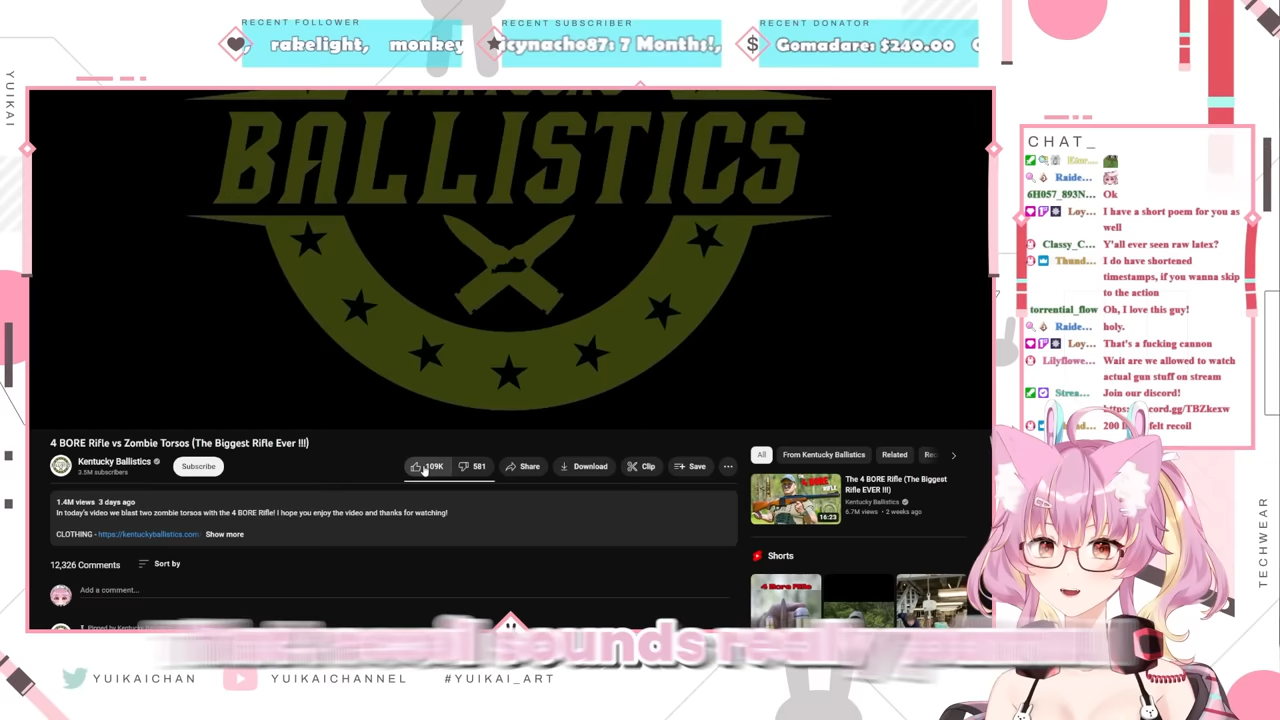 RECENT FOLLOWER
RECENT SUBSCRIBER
RECENT DONATOR
rakelight, monkey
cynacho87: 7 Months!,
Gomadare: $240.00
YUIKAI
BALLISTICS
CHAT_
Raide...
6H057_893N... Ok
Loy... I have a short poem for you as
well
Classy_C... Y'all ever seen raw latex?
Thund... I do have shortened
timestamps, if you wanna skip
to the action
torrential_flow Oh, I love this guy!
Raide... holy.
Loy... That's a fucking cannon
Lilyflowe... Wait are we allowed to watch
actual gun stuff on stream
Strea... Join our discord!
felt recoil
4 BORE Rifle vs Zombie Torsos (The Biggest Rifle Ever !!!)
Kentucky Ballistics
3.5M subscribers
Subscribe
109K
581
Share
Download
Clip
Save
1.4M views 3 days ago
In today's video we blast two zombie torsos with the 4 BORE Rifle! I hope you enjoy the video and thanks for watching!
CLOTHING - https://kentuckyballistics.com Show more
12,326 Comments
Sort by
Add a comment...
All
From Kentucky Ballistics
Related
The 4 BORE Rifle (The Biggest
Rifle EVER !!!)
Kentucky Ballistics
6.7M views • 2 weeks ago
16:23
Shorts
sounds
YUIKAICHAN
YUIKAICHANNEL
#YUIKAI_ART
TECHWEAR